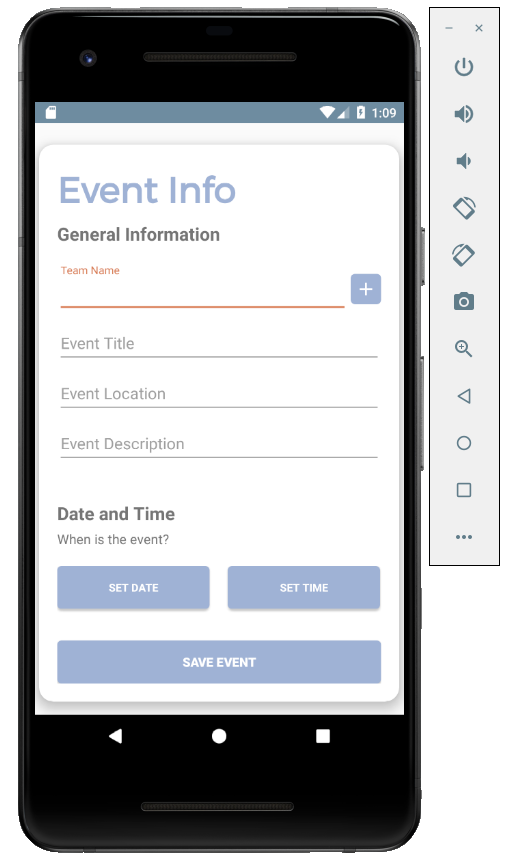 1:09
Event Info
General Information
Team Name
Event Title
Event Location
Event Description
Date and Time
When is the event?
SET DATE SET TIME
SAVE EVENT